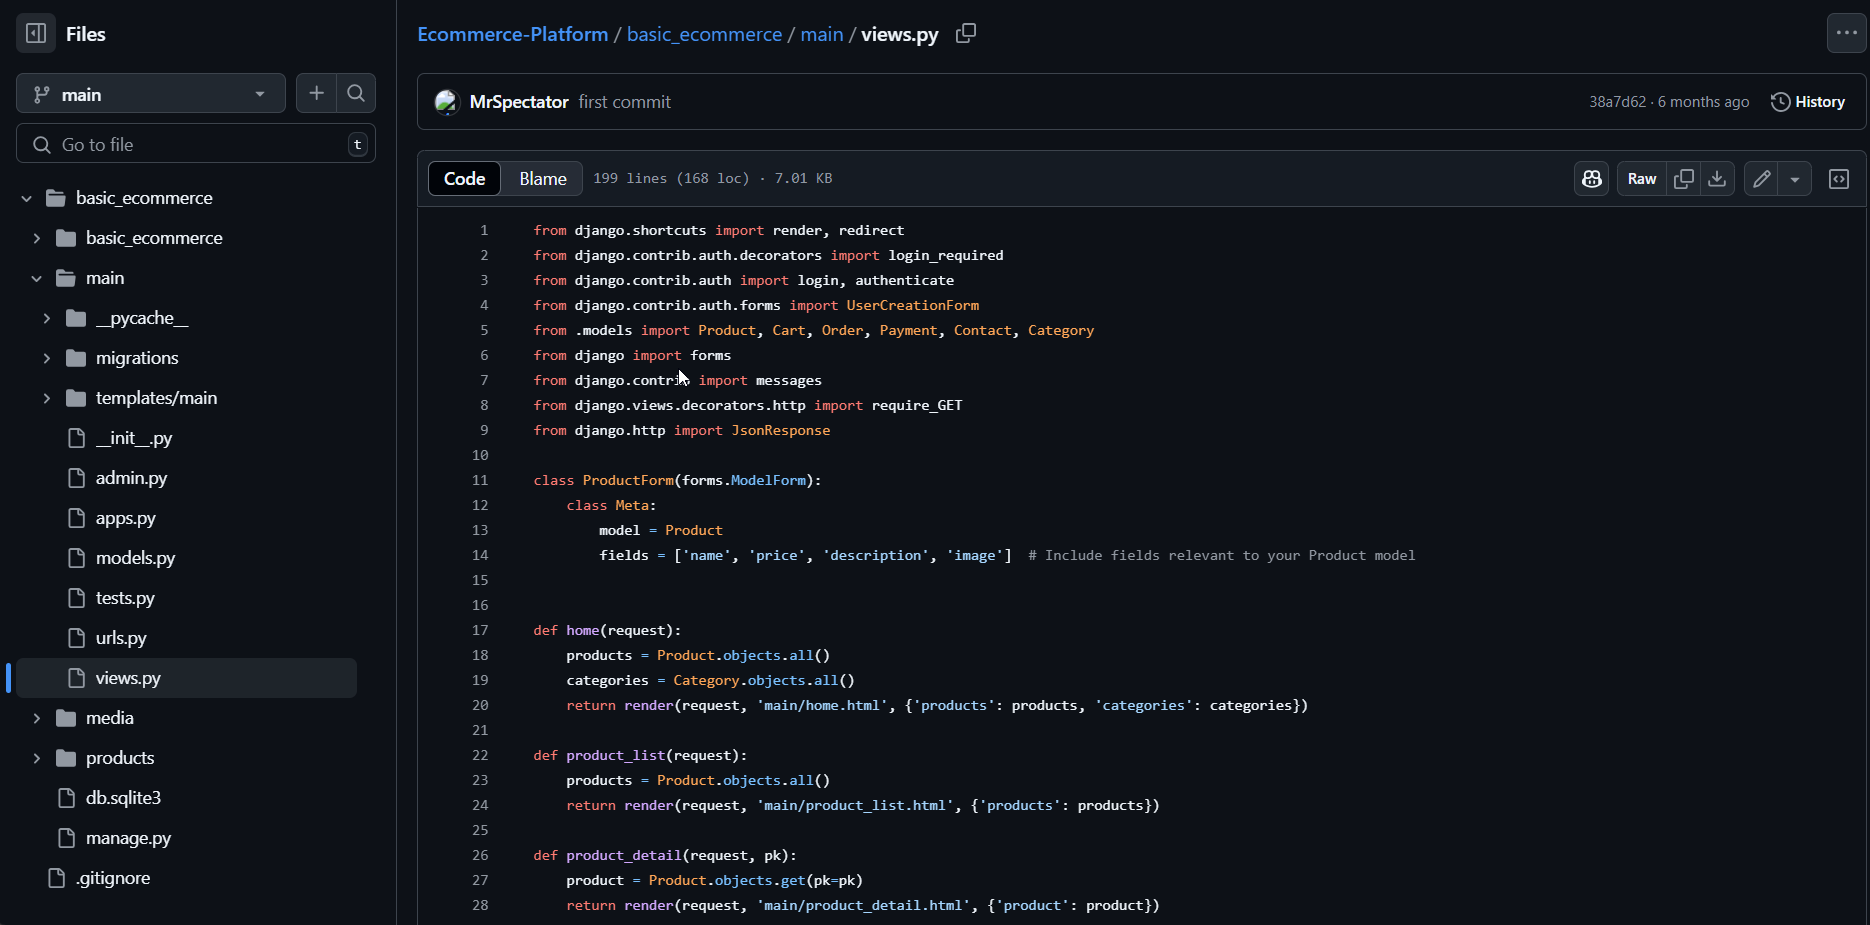 Files
main
Go to file
t
basic_ecommerce
basic_ecommerce
main
__pycache__
migrations
templates/main
__init__.py
admin.py
apps.py
models.py
tests.py
urls.py
views.py
media
products
db.sqlite3
manage.py
.gitignore
Ecommerce-Platform / basic_ecommerce / main / views.py
MrSpectator first commit
38a7d62 · 6 months ago
History
Code Blame 199 lines (168 loc) · 7.01 KB
Raw
1 from django.shortcuts import render, redirect
2 from django.contrib.auth.decorators import login_required
3 from django.contrib.auth import login, authenticate
4 from django.contrib.auth.forms import UserCreationForm
5 from .models import Product, Cart, Order, Payment, Contact, Category
6 from django import forms
7 from django.contrib import messages
8 from django.views.decorators.http import require_GET
9 from django.http import JsonResponse
10
11 class ProductForm(forms.ModelForm):
12     class Meta:
13         model = Product
14         fields = ['name', 'price', 'description', 'image']  # Include fields relevant to your Product model
15
16
17 def home(request):
18     products = Product.objects.all()
19     categories = Category.objects.all()
20     return render(request, 'main/home.html', {'products': products, 'categories': categories})
21
22 def product_list(request):
23     products = Product.objects.all()
24     return render(request, 'main/product_list.html', {'products': products})
25
26 def product_detail(request, pk):
27     product = Product.objects.get(pk=pk)
28     return render(request, 'main/product_detail.html', {'product': product})